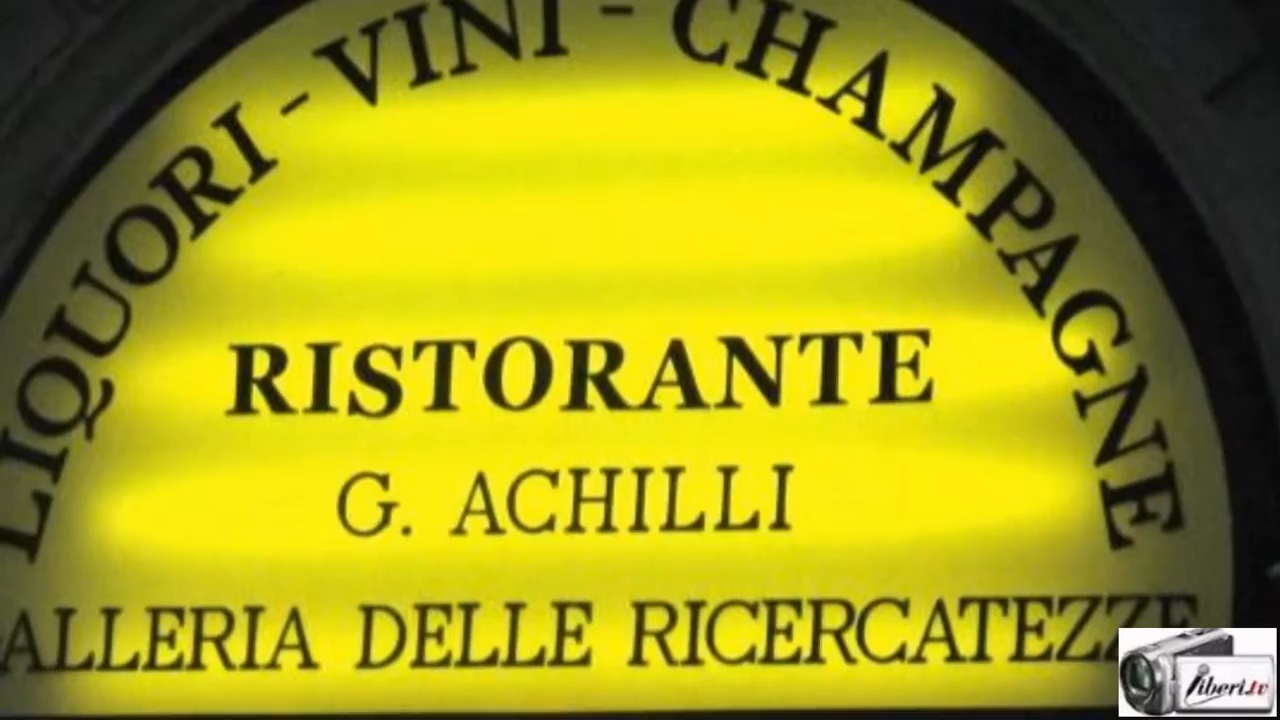 LIQUORI - VINI - CHAMPAGNE
RISTORANTE
G. ACHILLI
ALLERIA DELLE RICERCATEZZE
liberi.tv